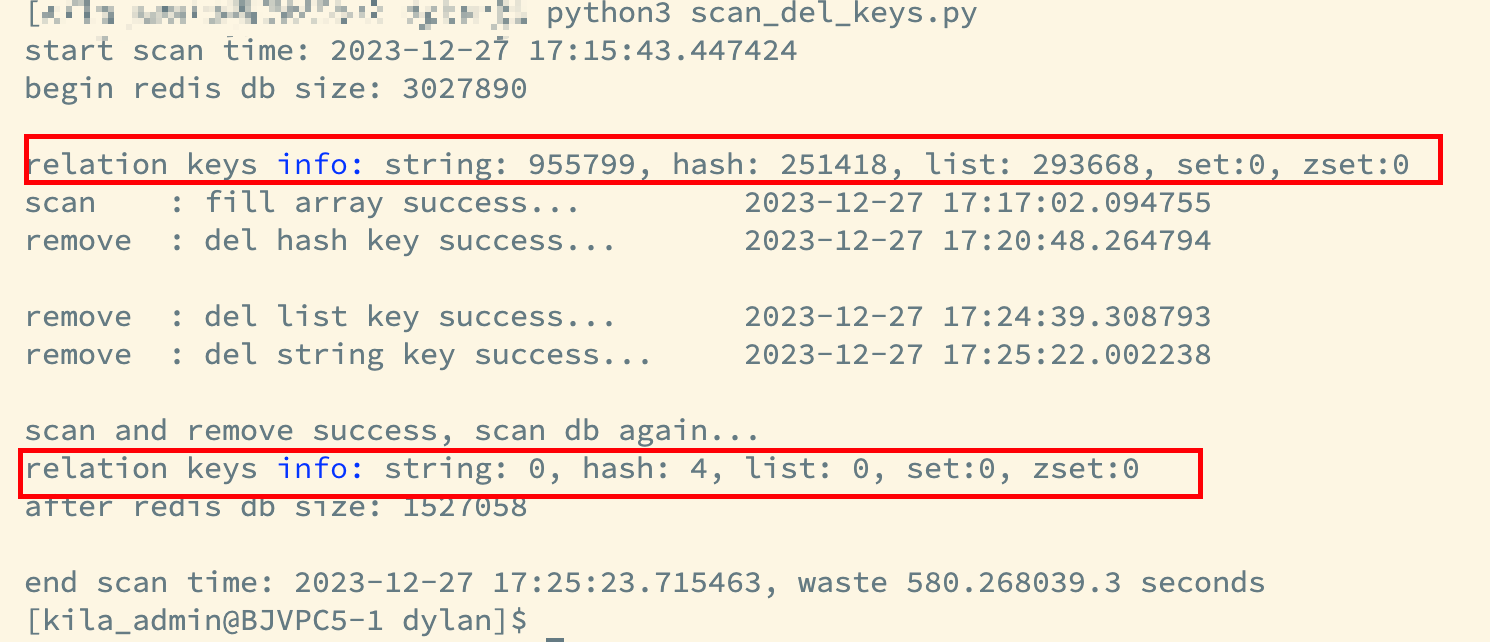 [ python3 scan_del_keys.py
start scan time: 2023-12-27 17:15:43.447424
begin redis db size: 3027890
relation keys info: string: 955799, hash: 251418, list: 293668, set:0, zset:0
scan    : fill array success...         2023-12-27 17:17:02.094755
remove  : del hash key success...       2023-12-27 17:20:48.264794
remove  : del list key success...       2023-12-27 17:24:39.308793
remove  : del string key success...     2023-12-27 17:25:22.002238
scan and remove success, scan db again...
relation keys info: string: 0, hash: 4, list: 0, set:0, zset:0
after redis db size: 1527058
end scan time: 2023-12-27 17:25:23.715463, waste 580.268039.3 seconds
[kila_admin@BJVPC5-1 dylan]$